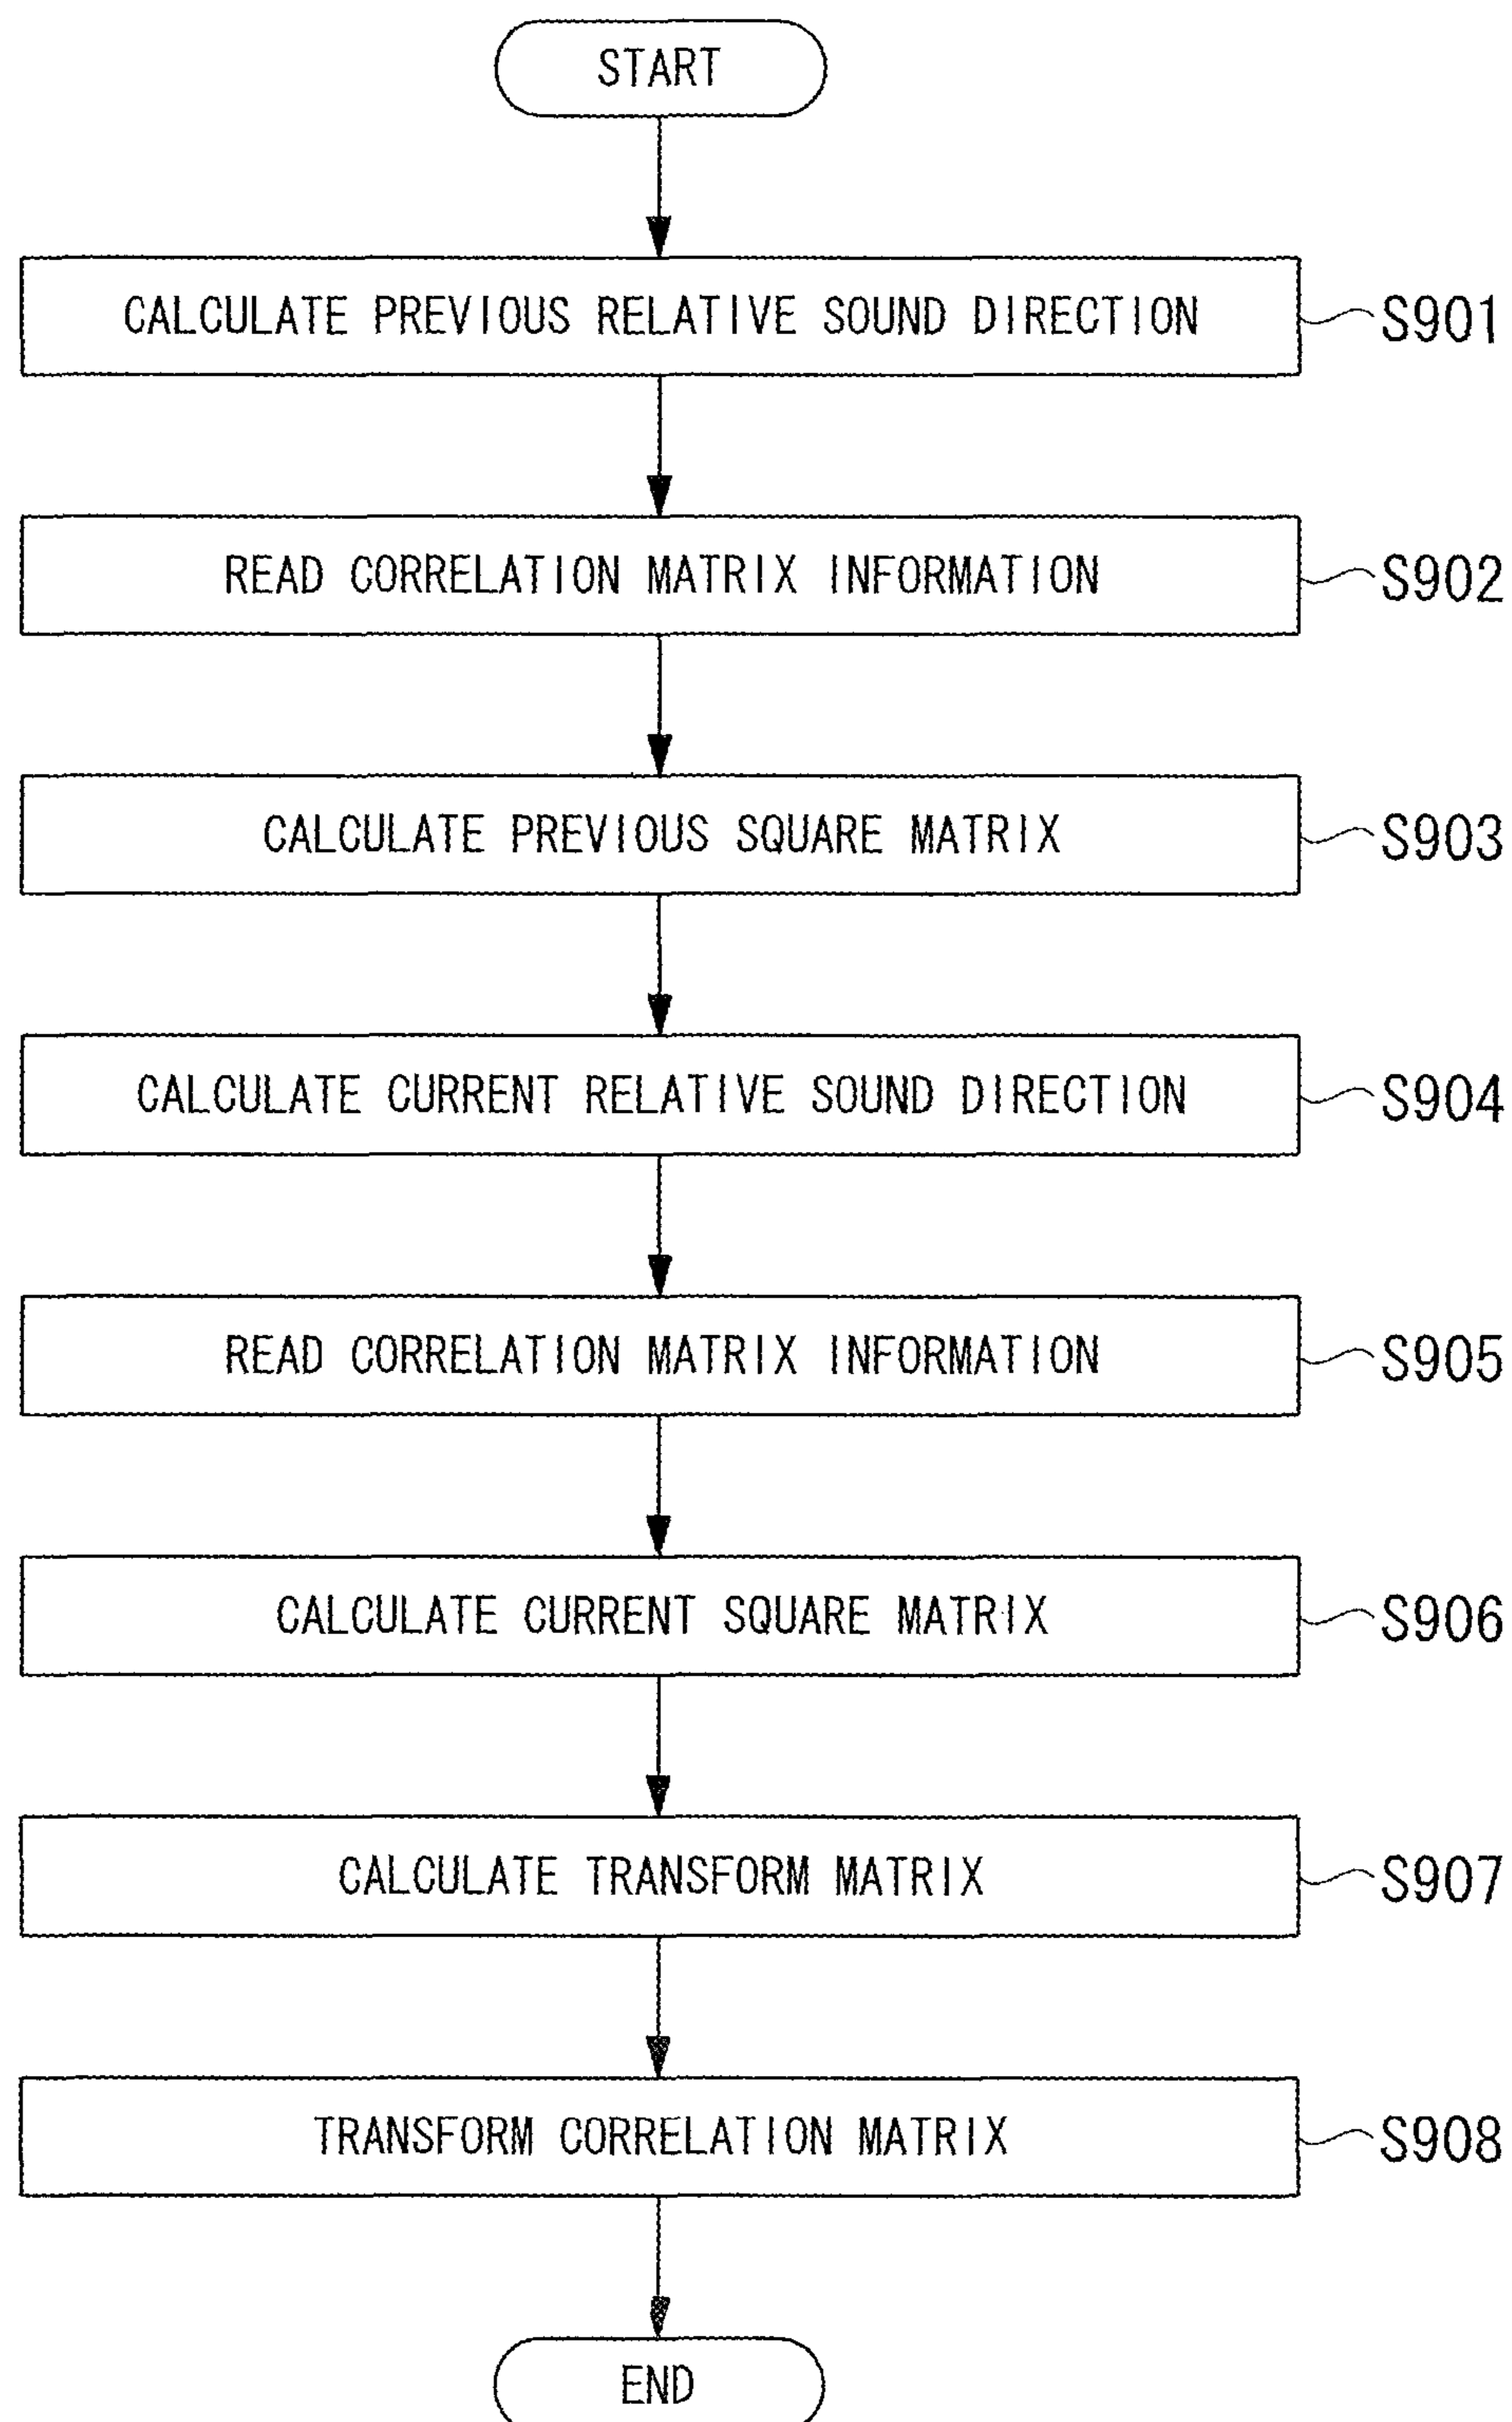 START
CALCULATE PREVIOUS RELATIVE SOUND DIRECTION S901
READ CORRELATION MATRIX INFORMATION S902
CALCULATE PREVIOUS SQUARE MATRIX S903
CALCULATE CURRENT RELATIVE SOUND DIRECTION S904
READ CORRELATION MATRIX INFORMATION S905
CALCULATE CURRENT SQUARE MATRIX S906
CALCULATE TRANSFORM MATRIX S907
TRANSFORM CORRELATION MATRIX S908
END